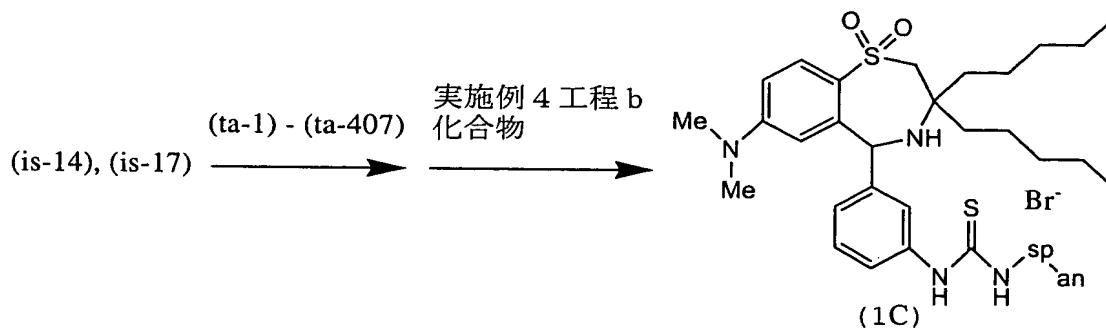 (is-14), (is-17)
(ta-1) - (ta-407)
実施例 4 工程 b
化合物
O O
S
NH
Me
N
Me
S
Br-
N
H
N
H
sp
an
(1C)